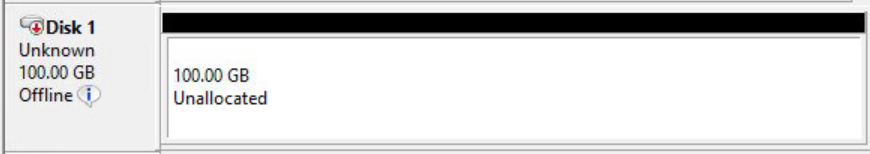 Disk 1
Unknown
100.00 GB
Offline
100.00 GB
Unallocated